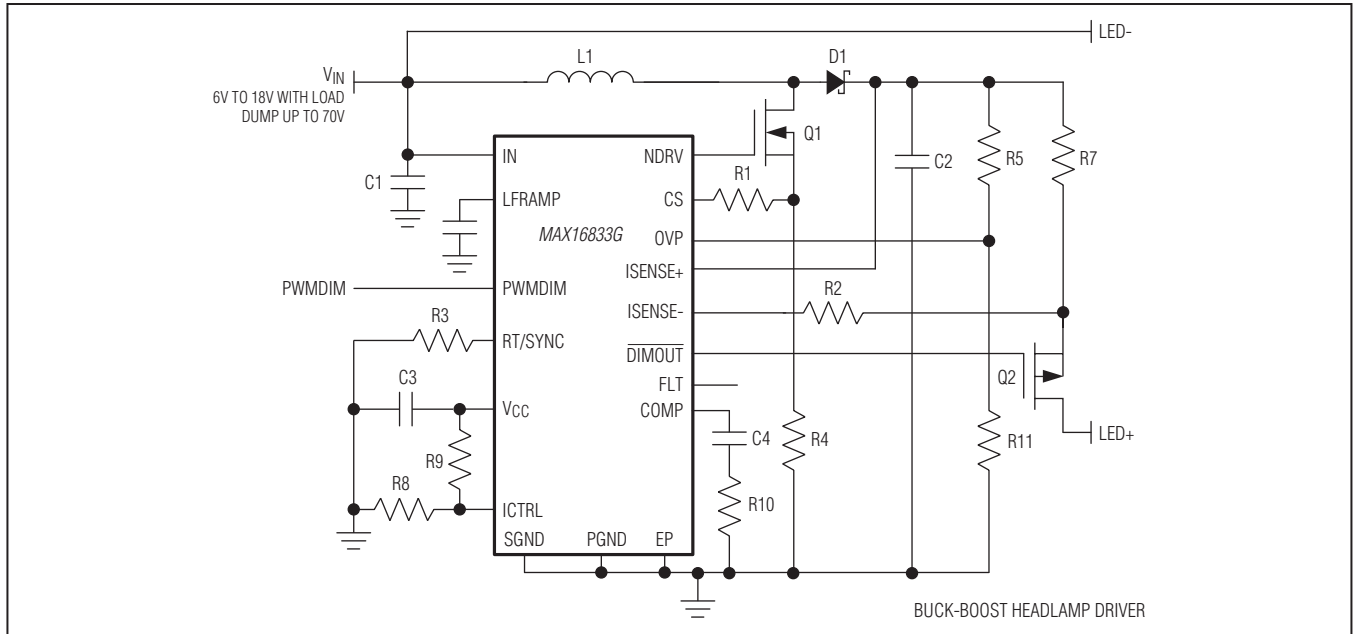 LED-
L1
D1
VIN
6V TO 18V WITH LOAD
DUMP UP TO 70V
Q1
IN
NDRV
C2
R5
R7
C1
R1
LFRAMP
CS
MAX16833G
OVP
ISENSE+
PWMDIM
PWMDIM
R2
ISENSE-
R3
RT/SYNC
DIMOUT
Q2
FLT
C3
VCC
COMP
C4
R4
R11
LED+
R9
R8
R10
ICTRL
SGND
PGND
EP
BUCK-BOOST HEADLAMP DRIVER